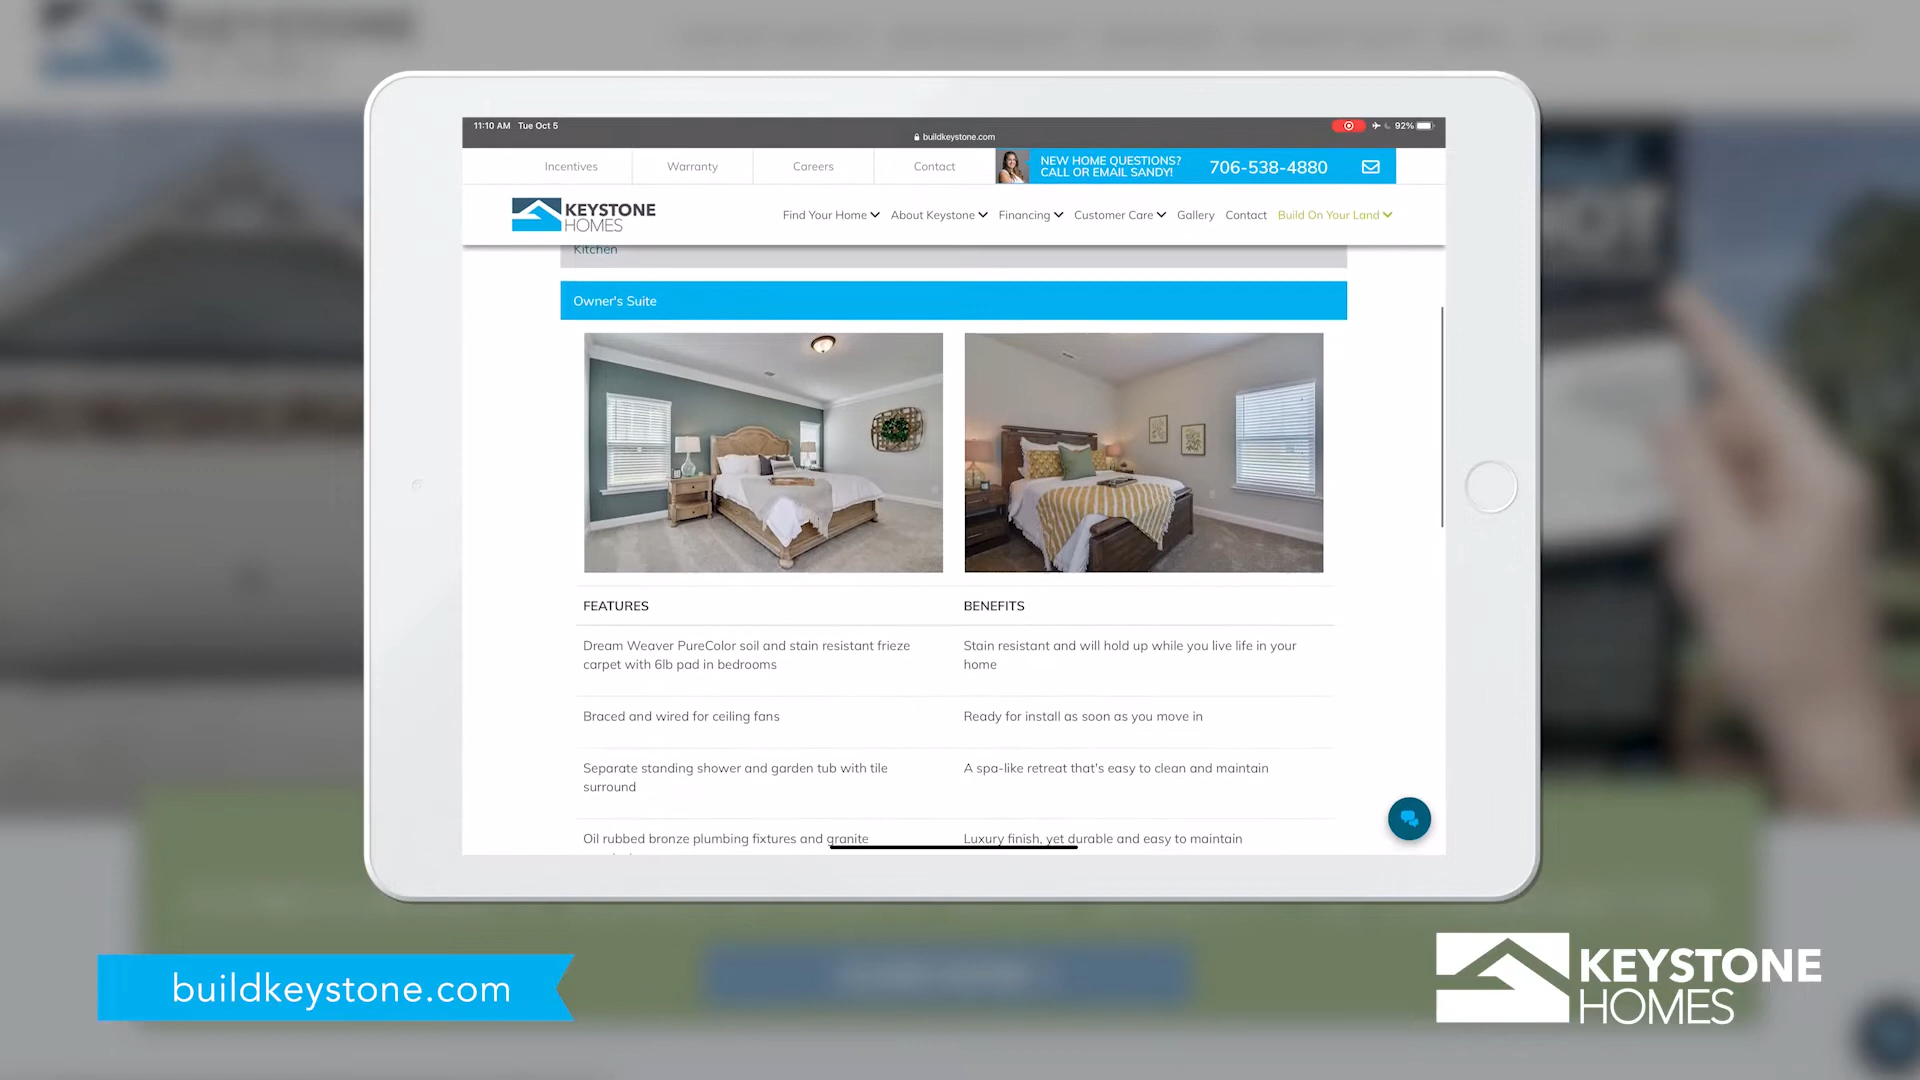 11:10 AM Tue Oct 5
92%
buildkeystone.com
Incentives
Warranty
Careers
Contact
NEW HOME QUESTIONS?
CALL OR EMAIL SANDY!
706-538-4880
KEYSTONE
HOMES
Find Your Home
About Keystone
Financing
Customer Care
Gallery
Contact
Build On Your Land
Kitchen
Owner's Suite
FEATURES
BENEFITS
Dream Weaver PureColor soil and stain resistant frieze
carpet with 6lb pad in bedrooms
Stain resistant and will hold up while you live life in your
home
Braced and wired for ceiling fans
Ready for install as soon as you move in
Separate standing shower and garden tub with tile
surround
A spa-like retreat that's easy to clean and maintain
Oil rubbed bronze plumbing fixtures and granite
Luxury finish, yet durable and easy to maintain
buildkeystone.com
KEYSTONE
HOMES